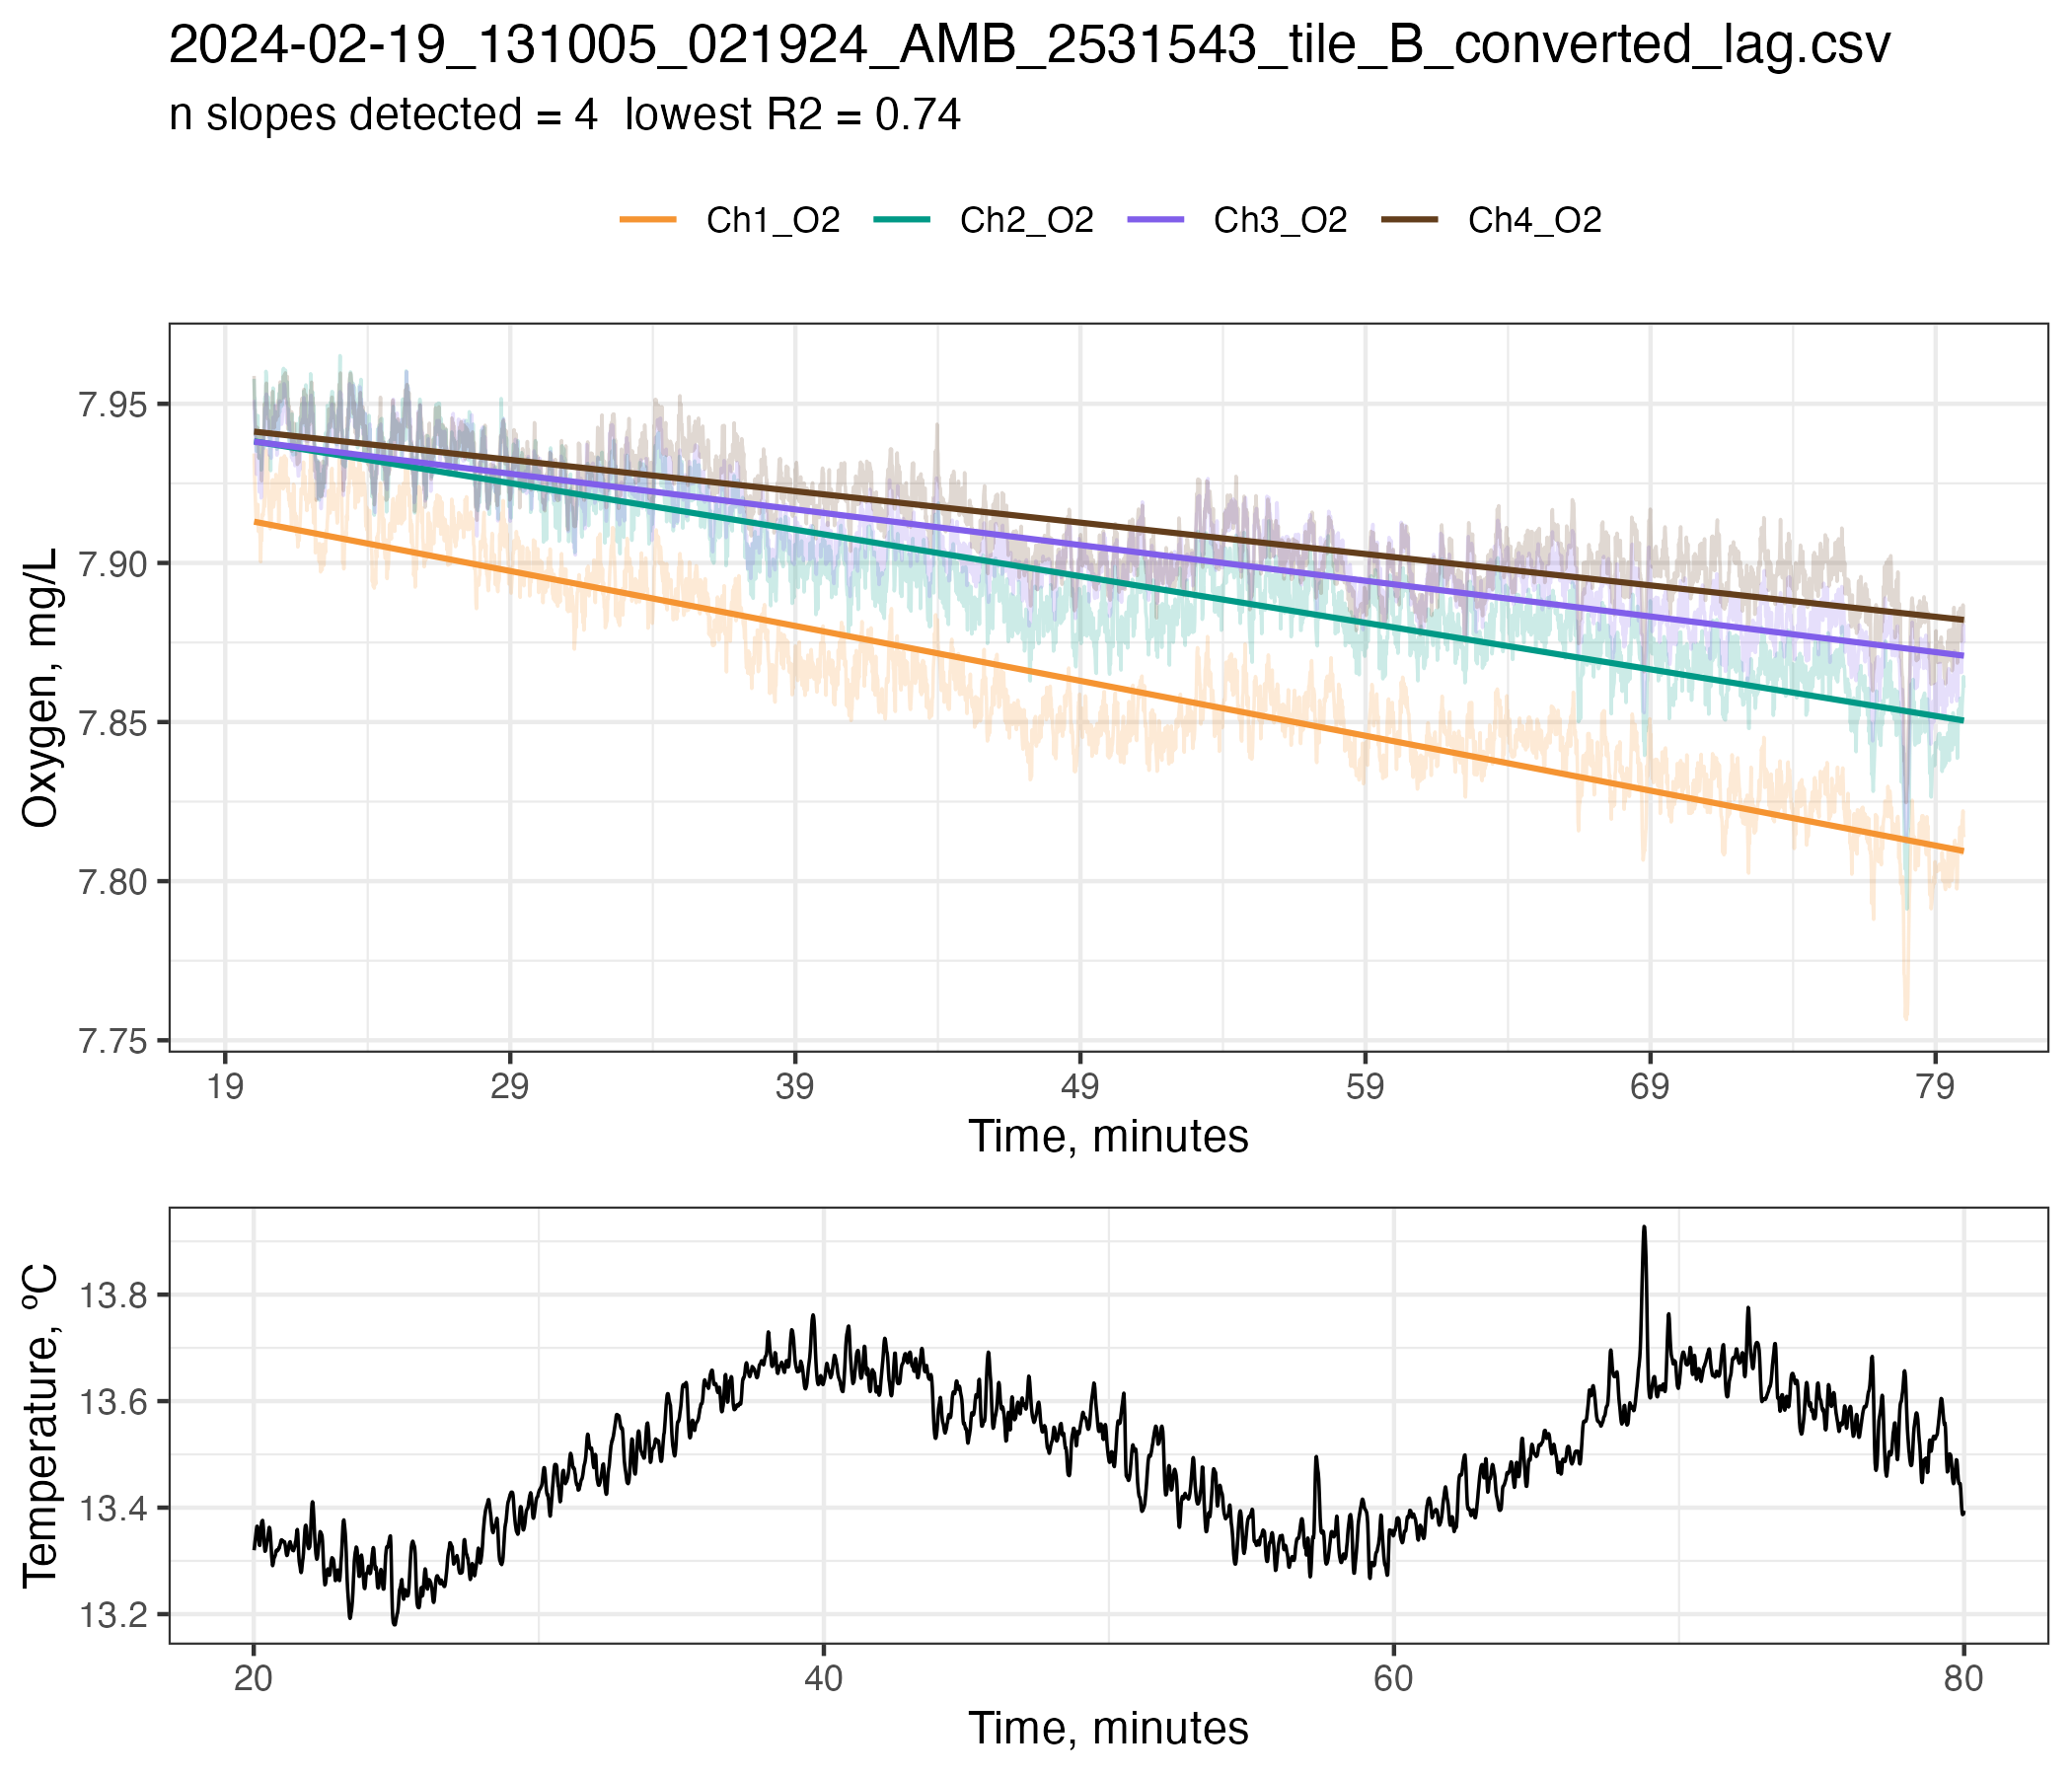 2024-02-19_131005_021924_AMB_2531543_tile_B_converted_lag.csv
n slopes detected = 4  lowest R2 = 0.74
Ch1_O2 Ch2_O2 Ch3_O2 Ch4_O2
Oxygen, mg/L
7.95
7.90
7.85
7.80
7.75
19 29 39 49 59 69 79
Time, minutes
Temperature, ºC
13.8
13.6
13.4
13.2
20 40 60 80
Time, minutes